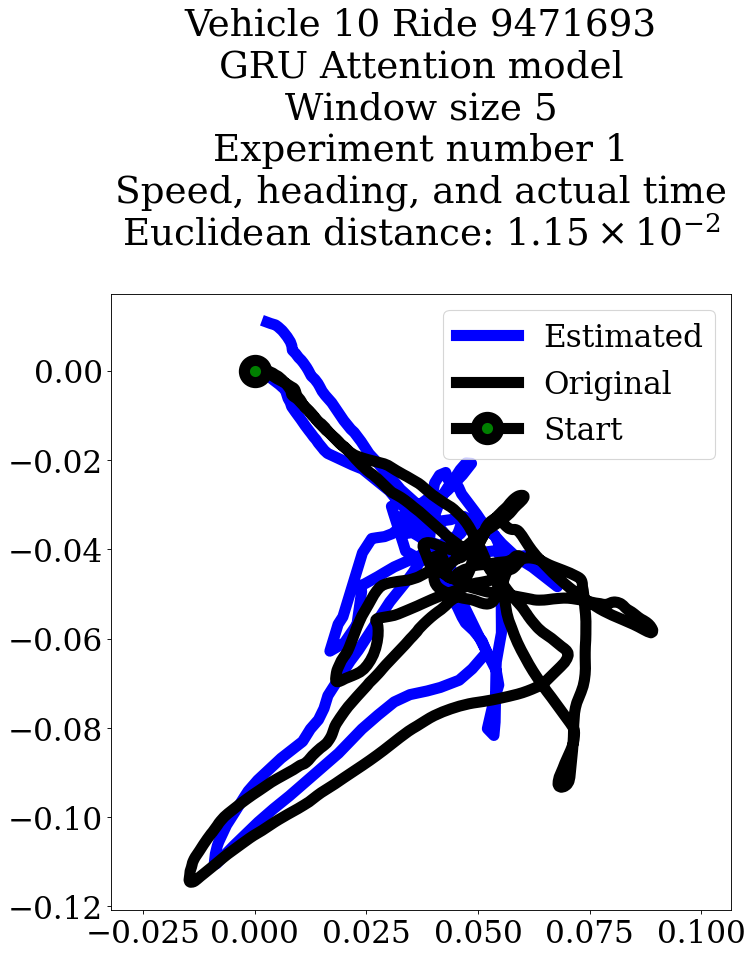 Vehicle 10 Ride 9471693
GRU Attention model
Window size 5
Experiment number 1
Speed, heading, and actual time
Euclidean distance: 1.15 × 10⁻²
Estimated
Original
Start
0.00
−0.02
−0.04
−0.06
−0.08
−0.10
−0.12
−0.025 0.000 0.025 0.050 0.075 0.100